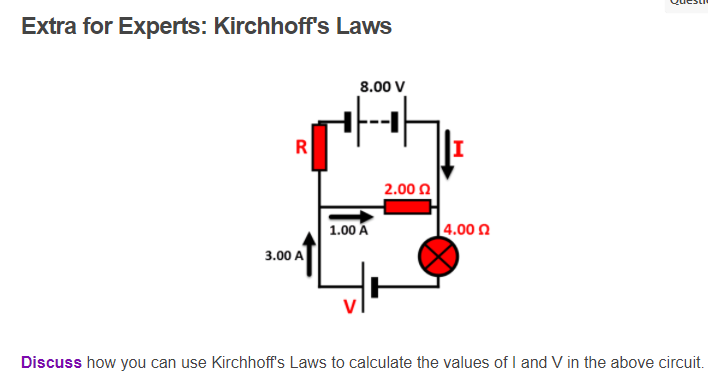 Extra for Experts: Kirchhoff's Laws
8.00 V
R
I
2.00 Ω
1.00 A
4.00 Ω
3.00 A
V
Discuss how you can use Kirchhoff's Laws to calculate the values of I and V in the above circuit.